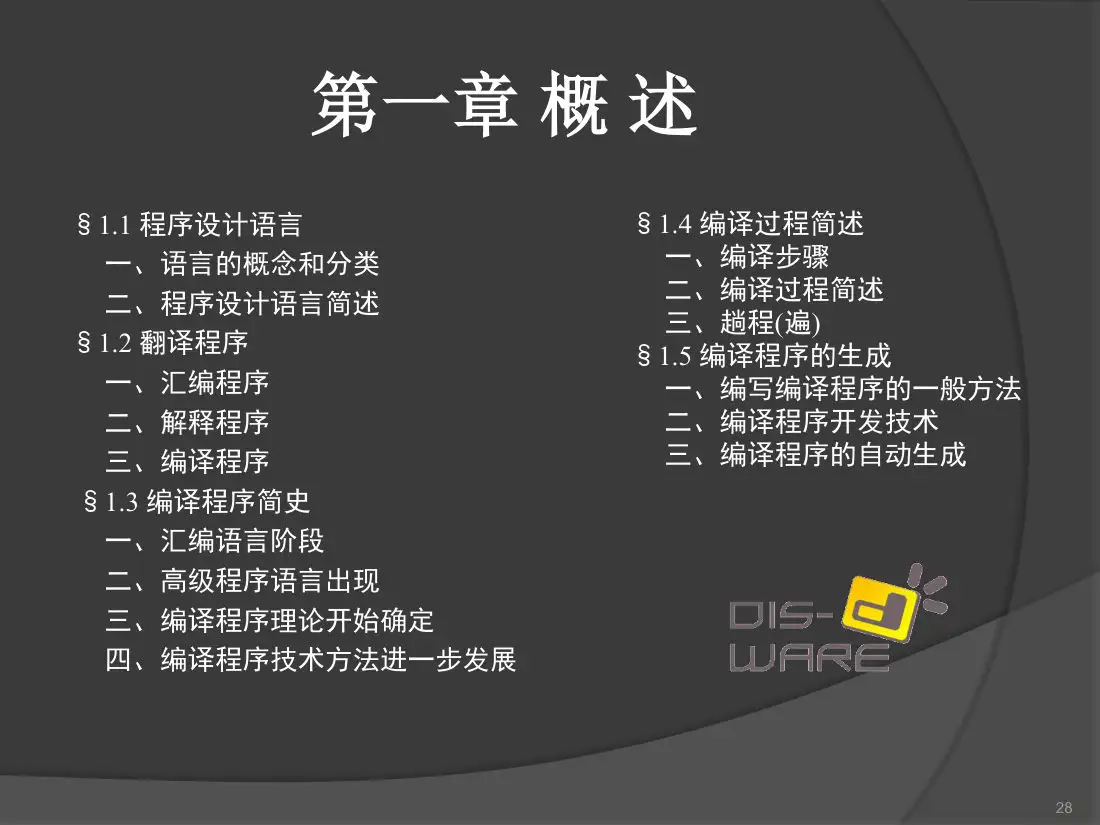 第一章 概 述
§1.1 程序设计语言
一、语言的概念和分类
二、程序设计语言简述
§1.2 翻译程序
一、汇编程序
二、解释程序
三、编译程序
§1.3 编译程序简史
一、汇编语言阶段
二、高级程序语言出现
三、编译程序理论开始确定
四、编译程序技术方法进一步发展
§1.4 编译过程简述
一、编译步骤
二、编译过程简述
三、趟程(遍)
§1.5 编译程序的生成
一、编写编译程序的一般方法
二、编译程序开发技术
三、编译程序的自动生成
DIS-d
WARE
28